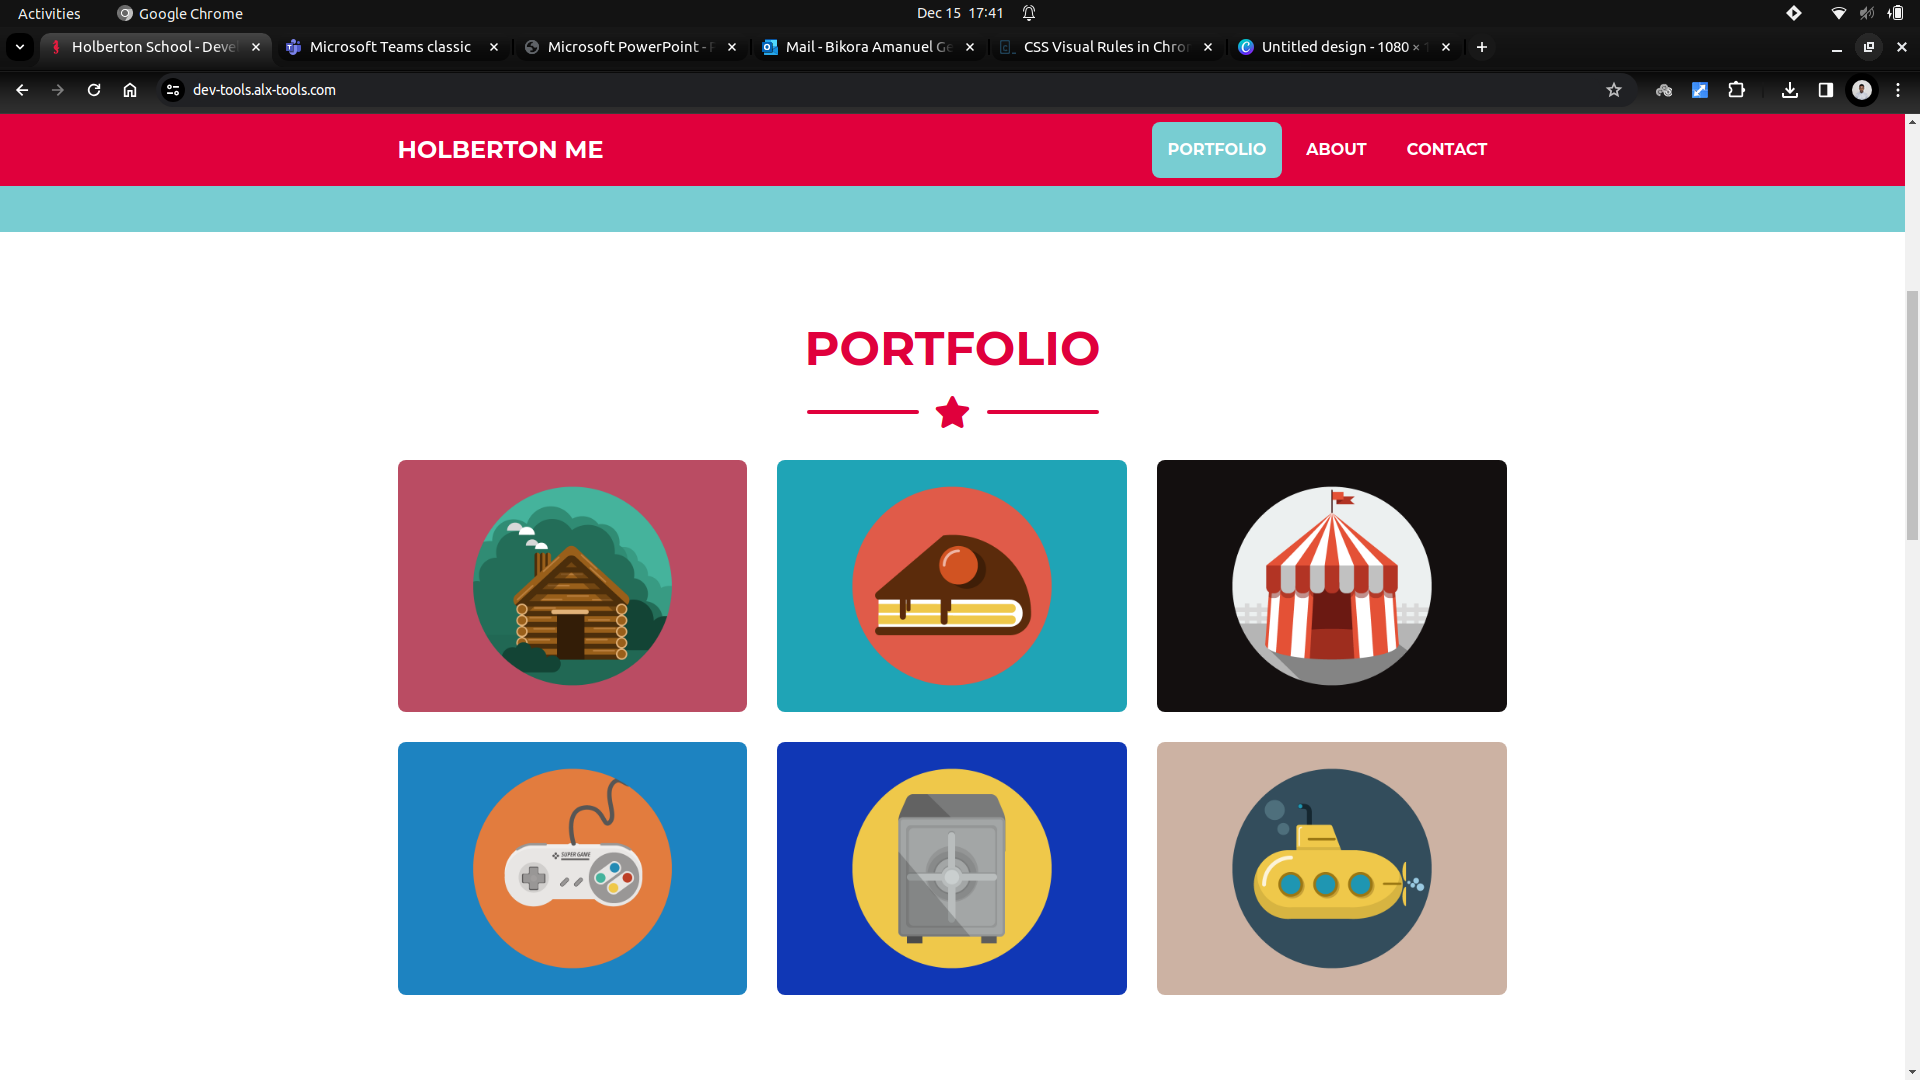 Activities
Google Chrome
Dec 15 17:41
Holberton School - Deve
Microsoft Teams classic
Microsoft PowerPoint -
Mail - Bikora Amanuel Ge
CSS Visual Rules in Chro
Untitled design - 1080 ×
dev-tools.alx-tools.com
HOLBERTON ME
PORTFOLIO
ABOUT
CONTACT
PORTFOLIO
SUPER GAME